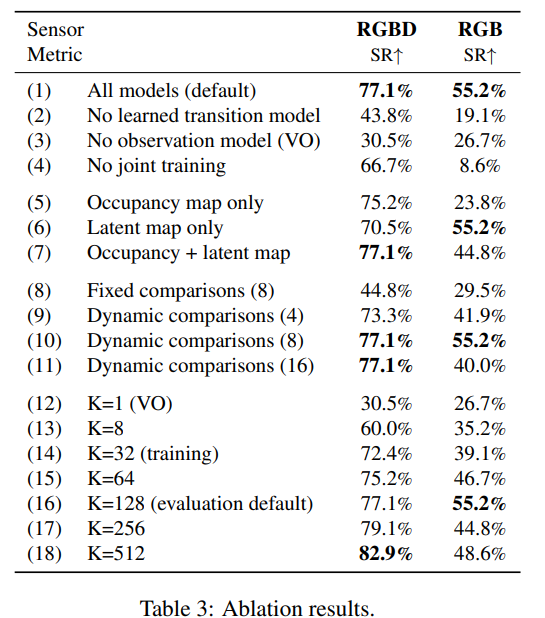 Sensor RGBD RGB
Metric SR↑ SR↑
(1) All models (default) 77.1% 55.2%
(2) No learned transition model 43.8% 19.1%
(3) No observation model (VO) 30.5% 26.7%
(4) No joint training 66.7% 8.6%
(5) Occupancy map only 75.2% 23.8%
(6) Latent map only 70.5% 55.2%
(7) Occupancy + latent map 77.1% 44.8%
(8) Fixed comparisons (8) 44.8% 29.5%
(9) Dynamic comparisons (4) 73.3% 41.9%
(10) Dynamic comparisons (8) 77.1% 55.2%
(11) Dynamic comparisons (16) 77.1% 40.0%
(12) K=1 (VO) 30.5% 26.7%
(13) K=8 60.0% 35.2%
(14) K=32 (training) 72.4% 39.1%
(15) K=64 75.2% 46.7%
(16) K=128 (evaluation default) 77.1% 55.2%
(17) K=256 79.1% 44.8%
(18) K=512 82.9% 48.6%
Table 3: Ablation results.